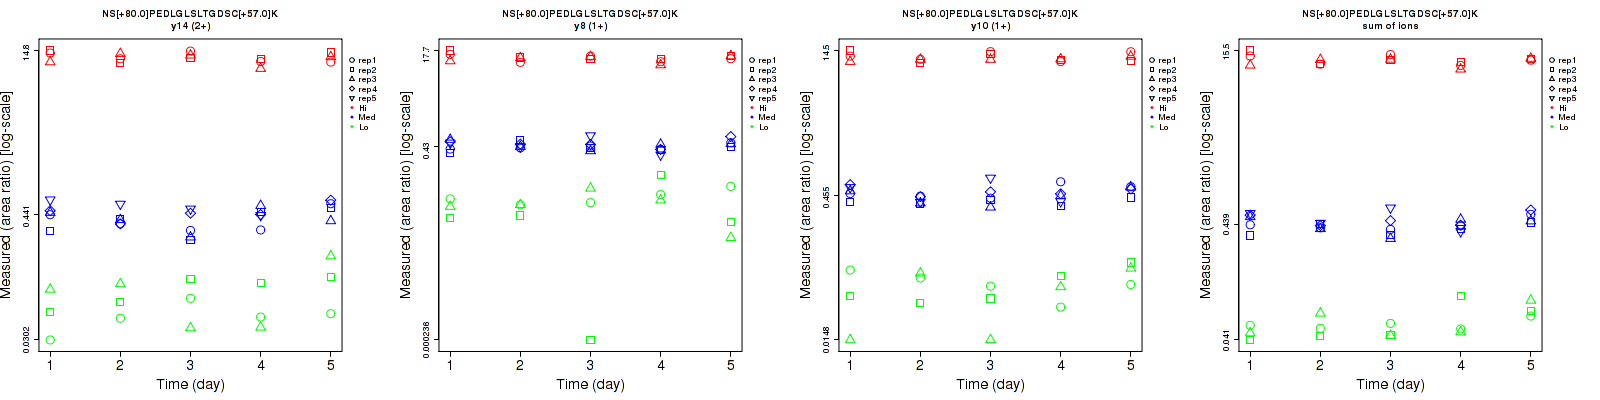 NS[+80.0]PEDLGLSLTGDSC[+57.0]K
y14 (2+)
Measured (area ratio) [log-scale]
14.8
0.441
0.0302
1 2 3 4 5
Time (day)
rep1
rep2
rep3
rep4
rep5
Hi
Med
Lo
NS[+80.0]PEDLGLSLTGDSC[+57.0]K
y8 (1+)
Measured (area ratio) [log-scale]
17.7
0.43
0.000236
1 2 3 4 5
Time (day)
rep1
rep2
rep3
rep4
rep5
Hi
Med
Lo
NS[+80.0]PEDLGLSLTGDSC[+57.0]K
y10 (1+)
Measured (area ratio) [log-scale]
14.5
0.455
0.0148
1 2 3 4 5
Time (day)
rep1
rep2
rep3
rep4
rep5
Hi
Med
Lo
NS[+80.0]PEDLGLSLTGDSC[+57.0]K
sum of ions
Measured (area ratio) [log-scale]
15.5
0.439
0.041
1 2 3 4 5
Time (day)
rep1
rep2
rep3
rep4
rep5
Hi
Med
Lo